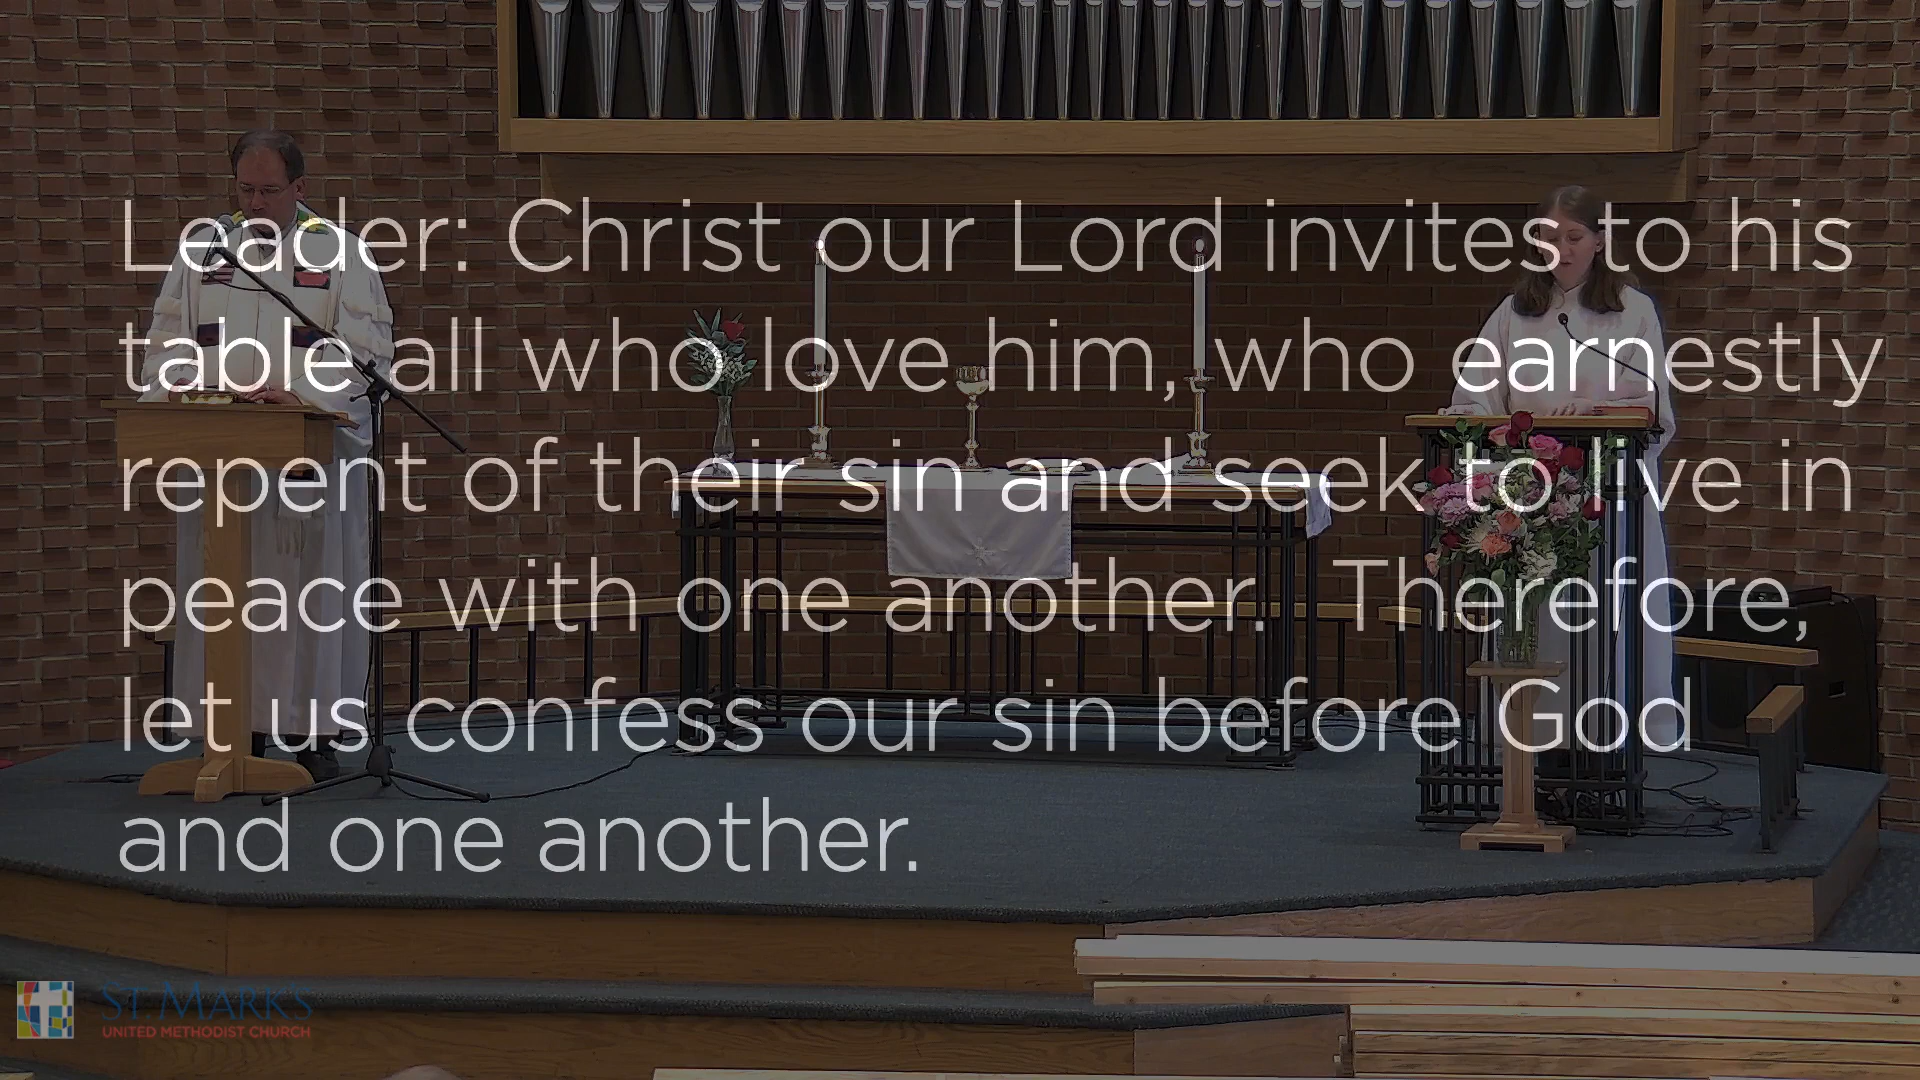 Leader: Christ our Lord invites to his
table all who love him, who earnestly
repent of their sin and seek to live in
peace with one another.  Therefore,
let us confess our sin before God
and one another.
ST. MARK'S
UNITED METHODIST CHURCH